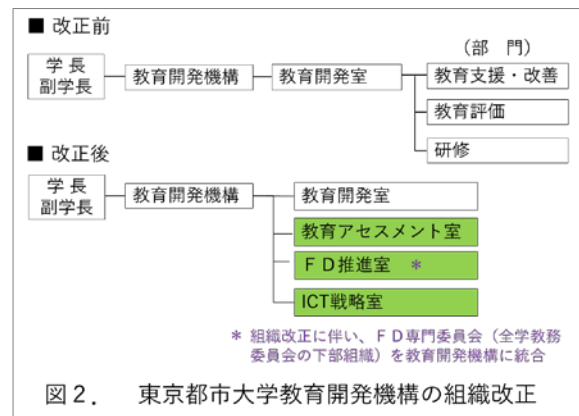 ■ 改正前
(部　門)
学 長
副学長
教育開発機構
教育開発室
教育支援・改善
教育評価
研修
■ 改正後
学 長
副学長
教育開発機構
教育開発室
教育アセスメント室
ＦＤ推進室　*
ICT戦略室
* 組織改正に伴い、ＦＤ専門委員会（全学教務
委員会の下部組織）を教育開発機構に統合
図２．　東京都市大学教育開発機構の組織改正